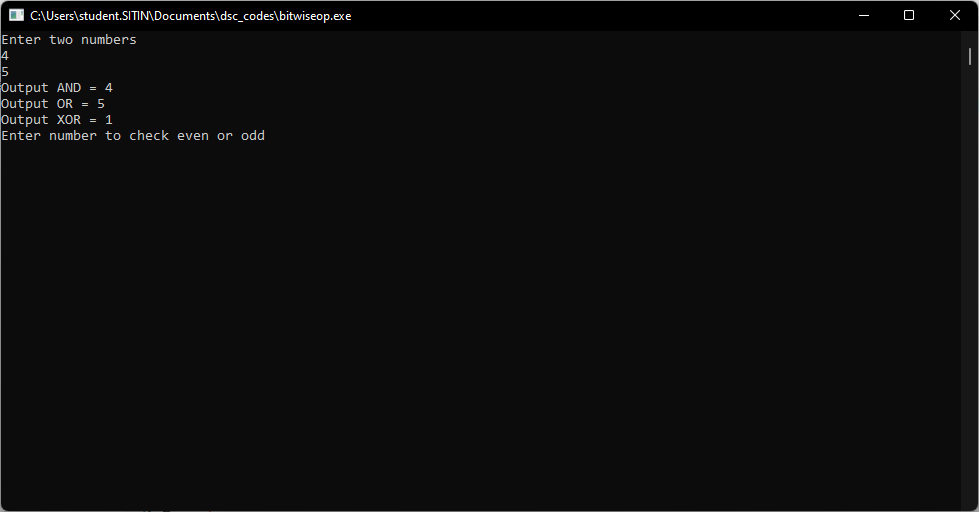 C:\Users\student.SITIN\Documents\dsc_codes\bitwiseop.exe
Enter two numbers
4
5
Output AND = 4
Output OR = 5
Output XOR = 1
Enter number to check even or odd